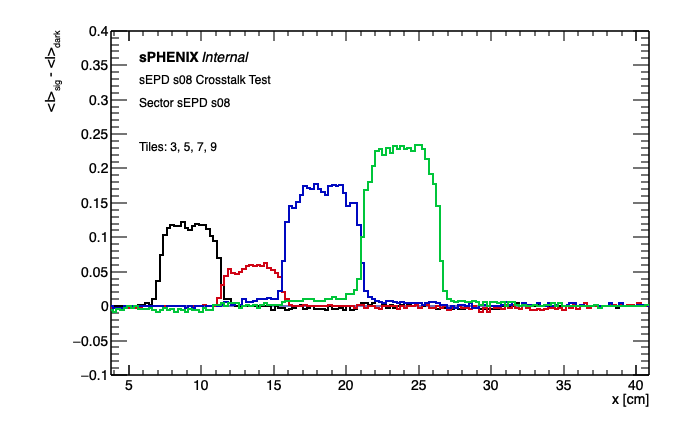 <I>sig - <I>dark
sPHENIX Internal
sEPD s08 Crosstalk Test
Sector sEPD s08
Tiles: 3, 5, 7, 9
0.4
0.35
0.3
0.25
0.2
0.15
0.1
0.05
0
−0.05
−0.1
5 10 15 20 25 30 35 40
x [cm]